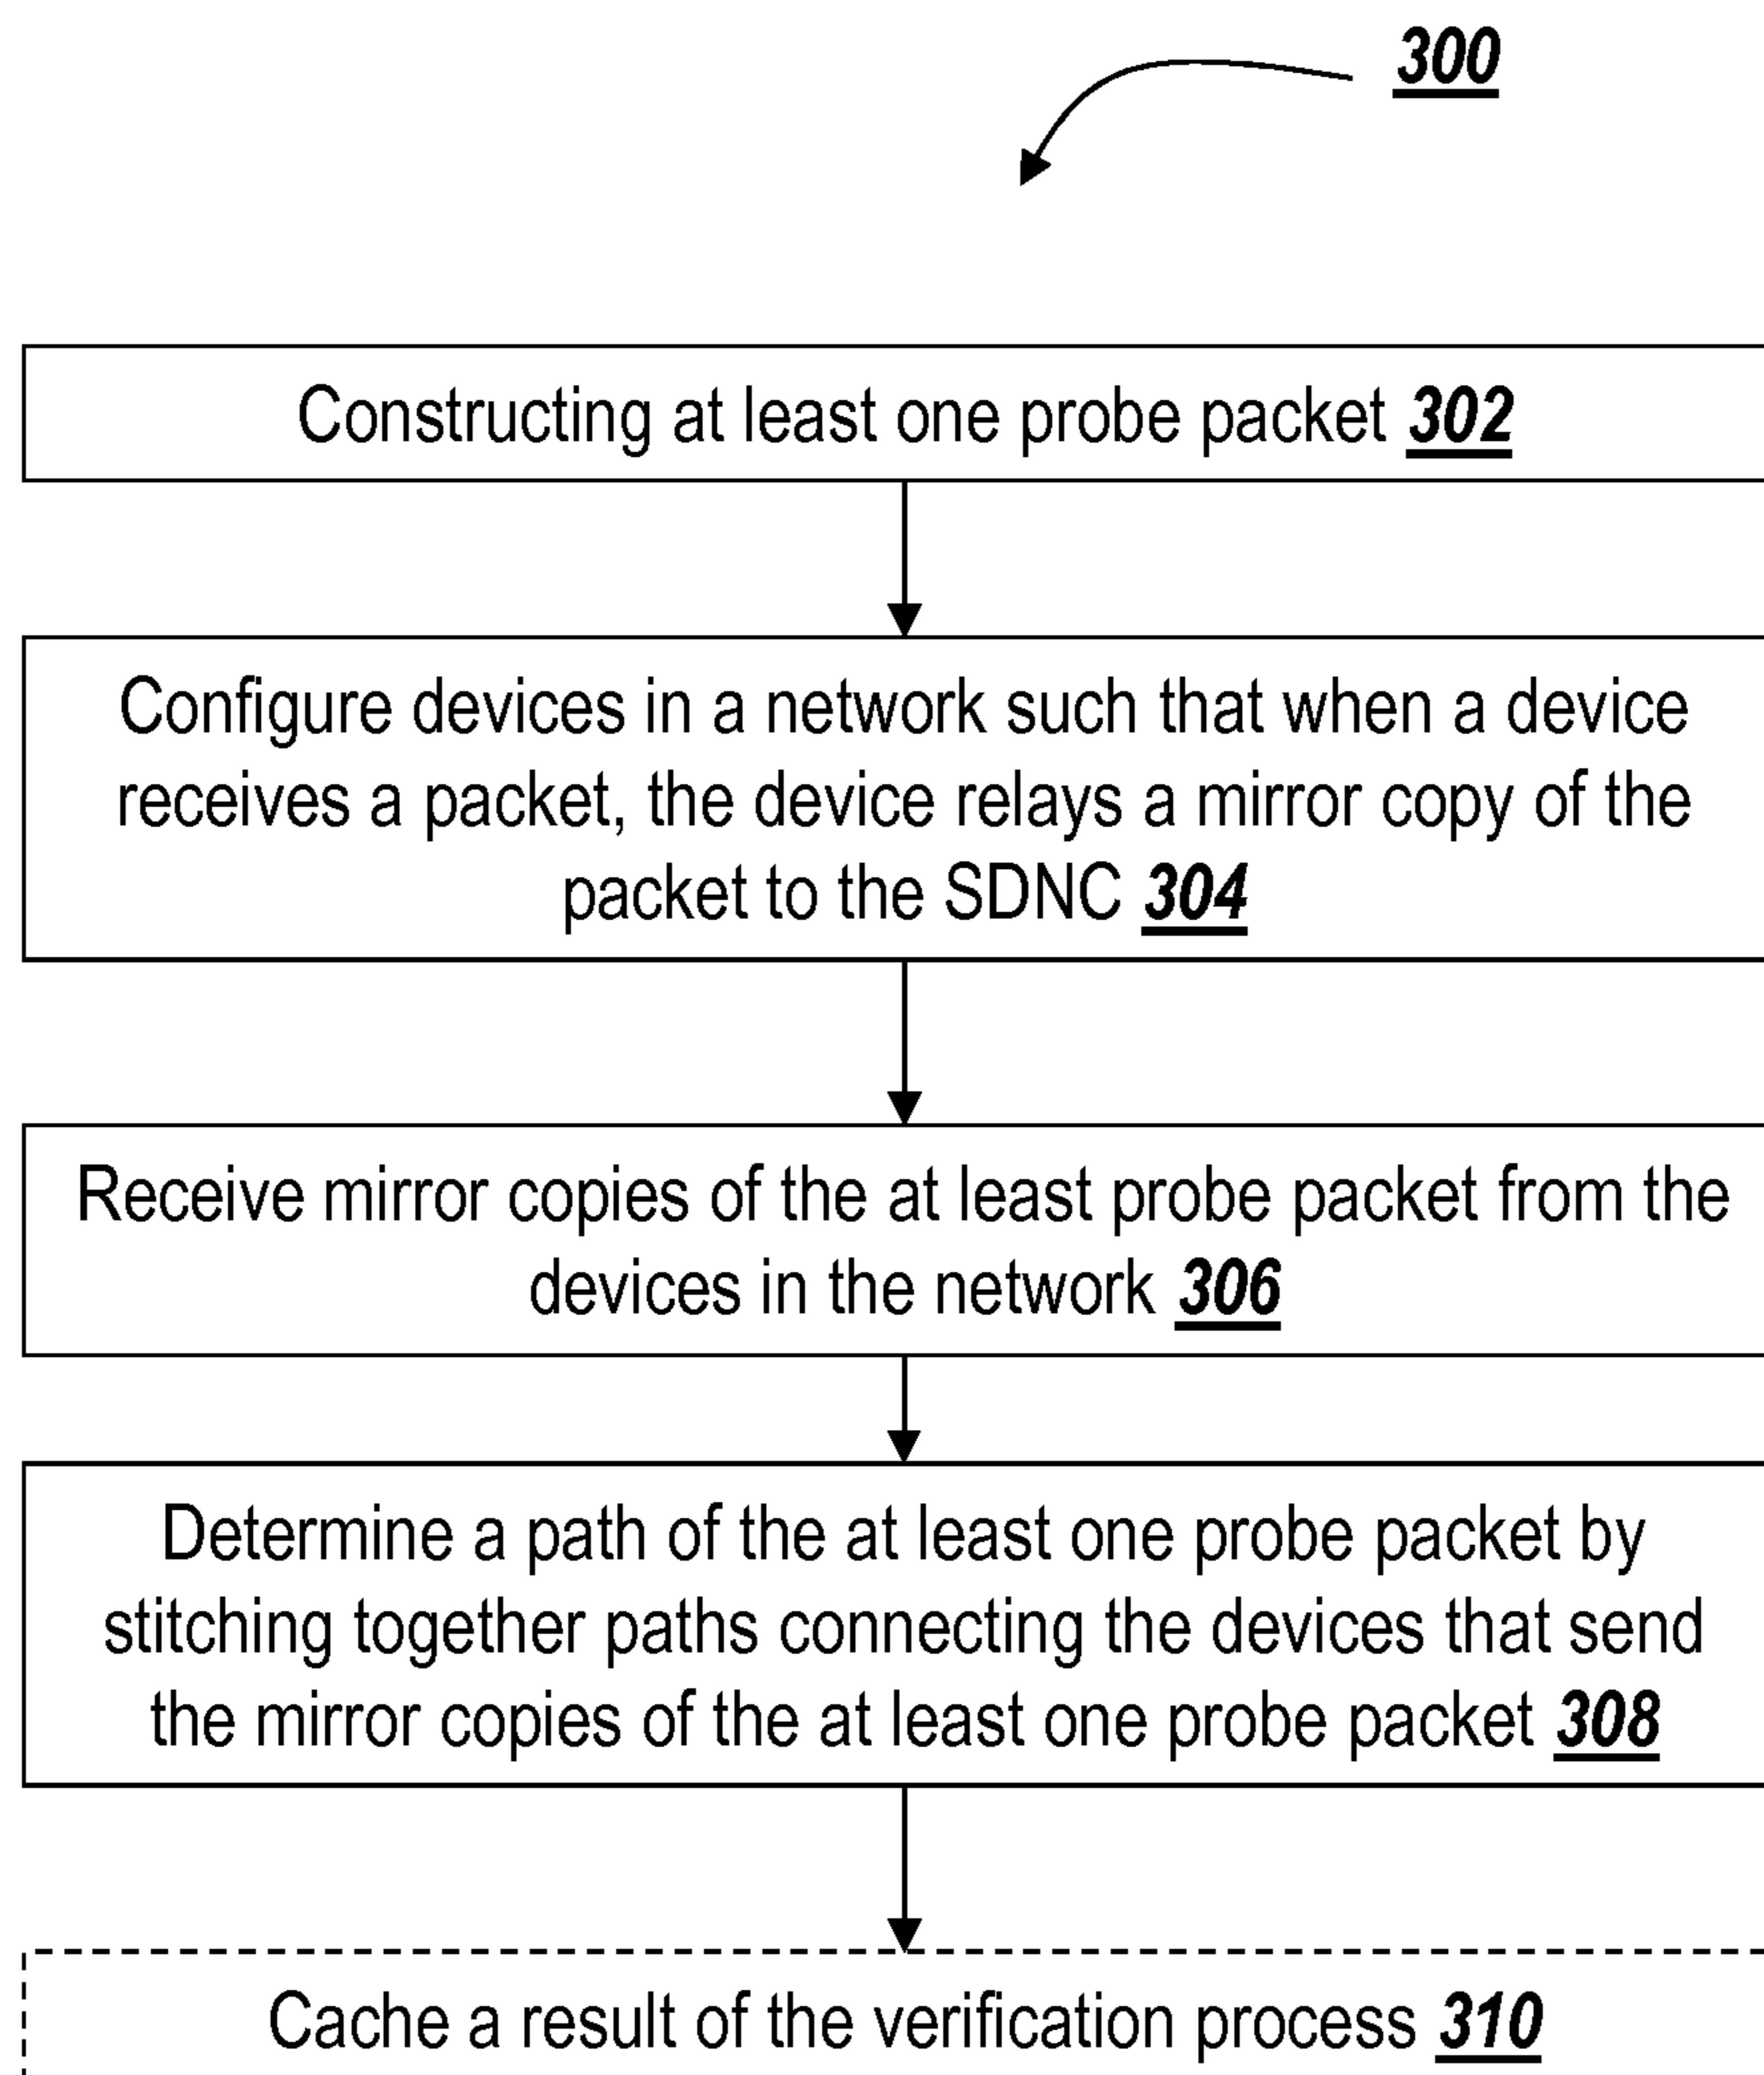 300
Constructing at least one probe packet 302
Configure devices in a network such that when a device
receives a packet, the device relays a mirror copy of the
packet to the SDNC 304
Receive mirror copies of the at least probe packet from the
devices in the network 306
Determine a path of the at least one probe packet by
stitching together paths connecting the devices that send
the mirror copies of the at least one probe packet 308
Cache a result of the verification process 310